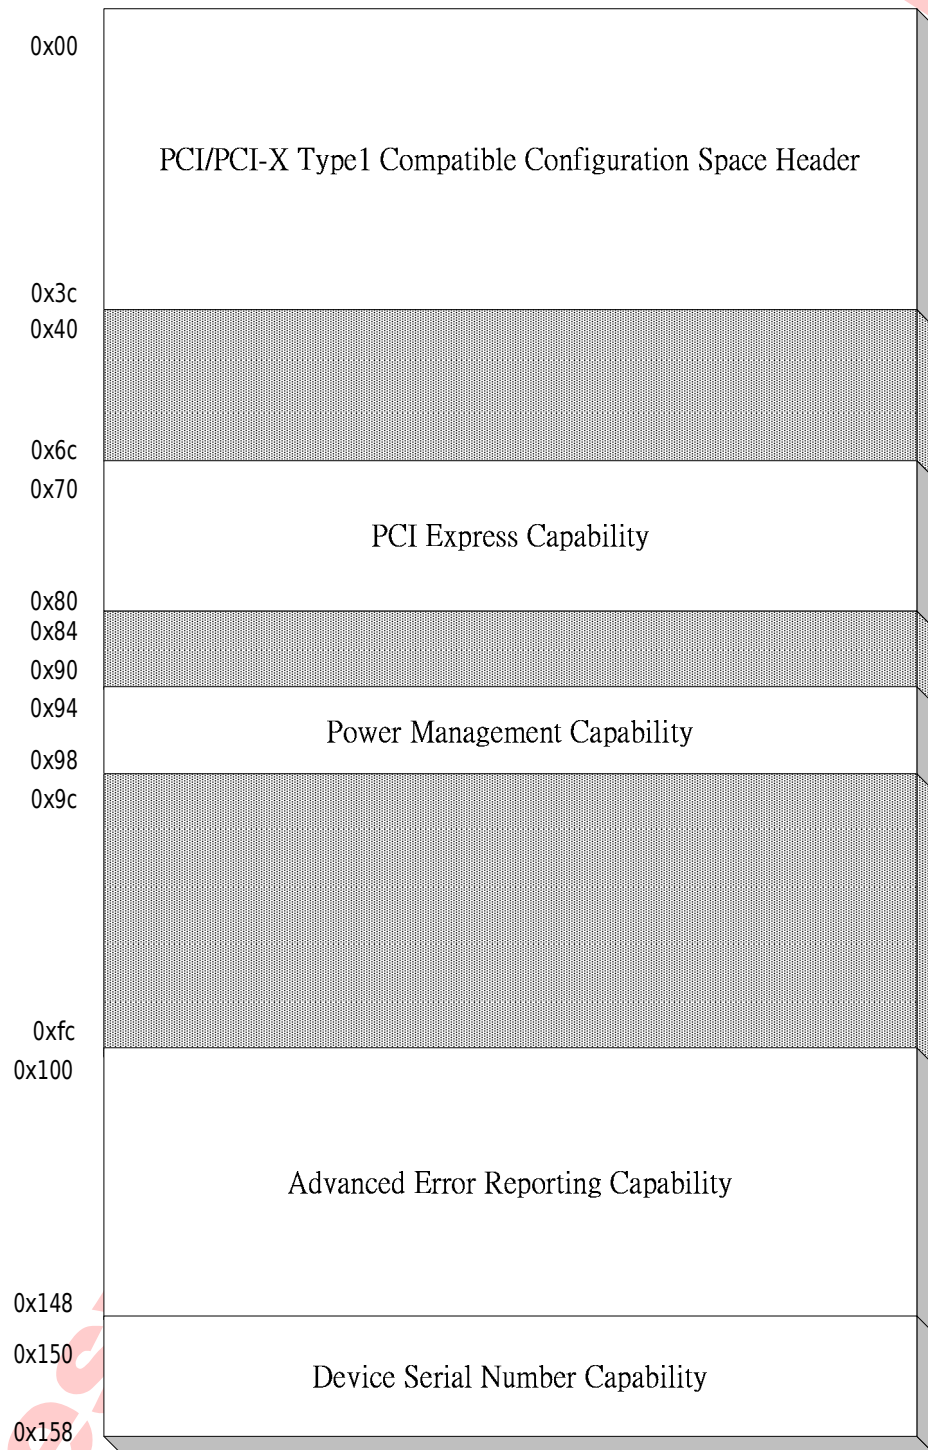 0x00
PCI/PCI-X Type1 Compatible Configuration Space Header
0x3c
0x40
0x6c
0x70
PCI Express Capability
0x80
0x84
0x90
0x94
Power Management Capability
0x98
0x9c
0xfc
0x100
Advanced Error Reporting Capability
0x148
0x150
Device Serial Number Capability
0x158